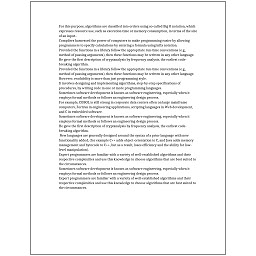 For this purpose, algorithms are classified into orders using so-called Big O notation, which
expresses resource use, such as execution time or memory consumption, in terms of the size
of an input.
Compilers harnessed the power of computers to make programming easier by allowing
programmers to specify calculations by entering a formula using infix notation.
Provided the functions in a library follow the appropriate run-time conventions (e.g.,
method of passing arguments), then these functions may be written in any other language.
He gave the first description of cryptanalysis by frequency analysis, the earliest code-
breaking algorithm.
Provided the functions in a library follow the appropriate run-time conventions (e.g.,
method of passing arguments), then these functions may be written in any other language.
However, readability is more than just programming style.
It involves designing and implementing algorithms, step-by-step specifications of
procedures, by writing code in one or more programming languages.
Sometimes software development is known as software engineering, especially when it
employs formal methods or follows an engineering design process.
For example, COBOL is still strong in corporate data centers often on large mainframe
computers, Fortran in engineering applications, scripting languages in Web development,
and C in embedded software.
Sometimes software development is known as software engineering, especially when it
employs formal methods or follows an engineering design process.
He gave the first description of cryptanalysis by frequency analysis, the earliest code-
breaking algorithm.
New languages are generally designed around the syntax of a prior language with new
functionality added, (for example C++ adds object-orientation to C, and Java adds memory
management and bytecode to C++, but as a result, loses efficiency and the ability for low-
level manipulation).
Expert programmers are familiar with a variety of well-established algorithms and their
respective complexities and use this knowledge to choose algorithms that are best suited to
the circumstances.
Sometimes software development is known as software engineering, especially when it
employs formal methods or follows an engineering design process.
Expert programmers are familiar with a variety of well-established algorithms and their
respective complexities and use this knowledge to choose algorithms that are best suited to
the circumstances.